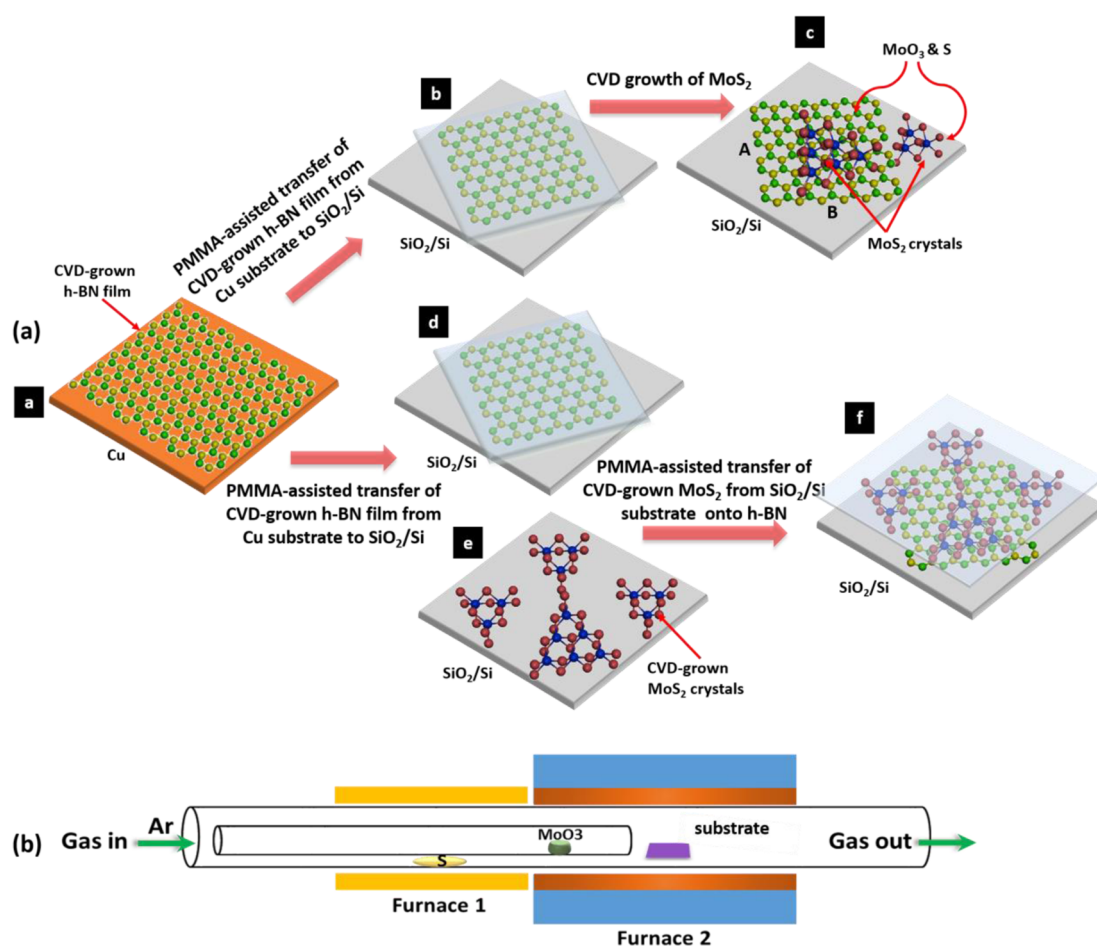 c
MoO₃ & S
CVD growth of MoS₂
b
A
B
SiO₂/Si
MoS₂ crystals
SiO₂/Si
PMMA-assisted transfer of
CVD-grown h-BN film from
Cu substrate to SiO₂/Si
CVD-grown
h-BN film
(a)
a
Cu
d
SiO₂/Si
PMMA-assisted transfer of
CVD-grown h-BN film from
Cu substrate to SiO₂/Si
PMMA-assisted transfer of
CVD-grown MoS₂ from SiO₂/Si
substrate onto h-BN
e
SiO₂/Si
CVD-grown
MoS₂ crystals
f
SiO₂/Si
(b)
Gas in
Ar
MoO3
S
substrate
Gas out
Furnace 1
Furnace 2